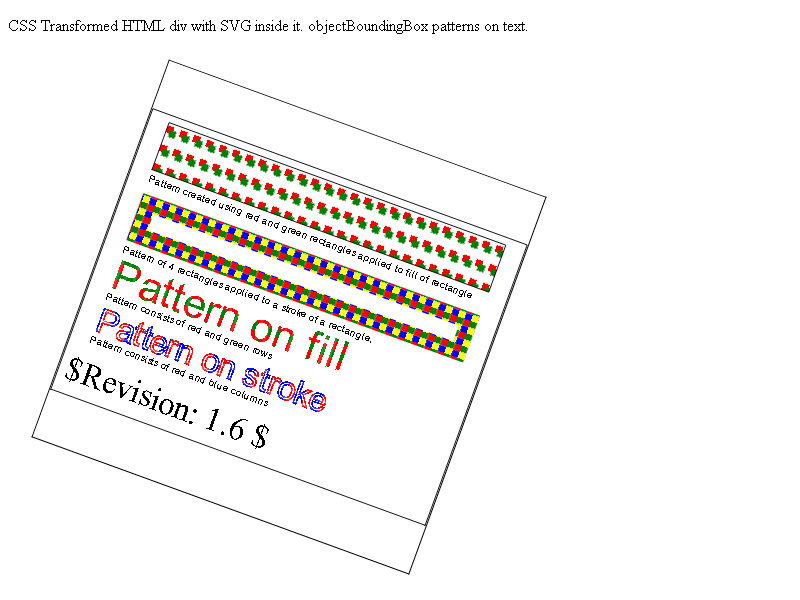 CSS Transformed HTML div with SVG inside it. objectBoundingBox patterns on text.
Pattern created using red and green rectangles applied to fill of rectangle
Pattern of 4 rectangles applied to a stroke of a rectangle.
Pattern on fill
Pattern consists of red and green rows
Pattern on stroke
Pattern consists of red and blue columns
$Revision: 1.6 $